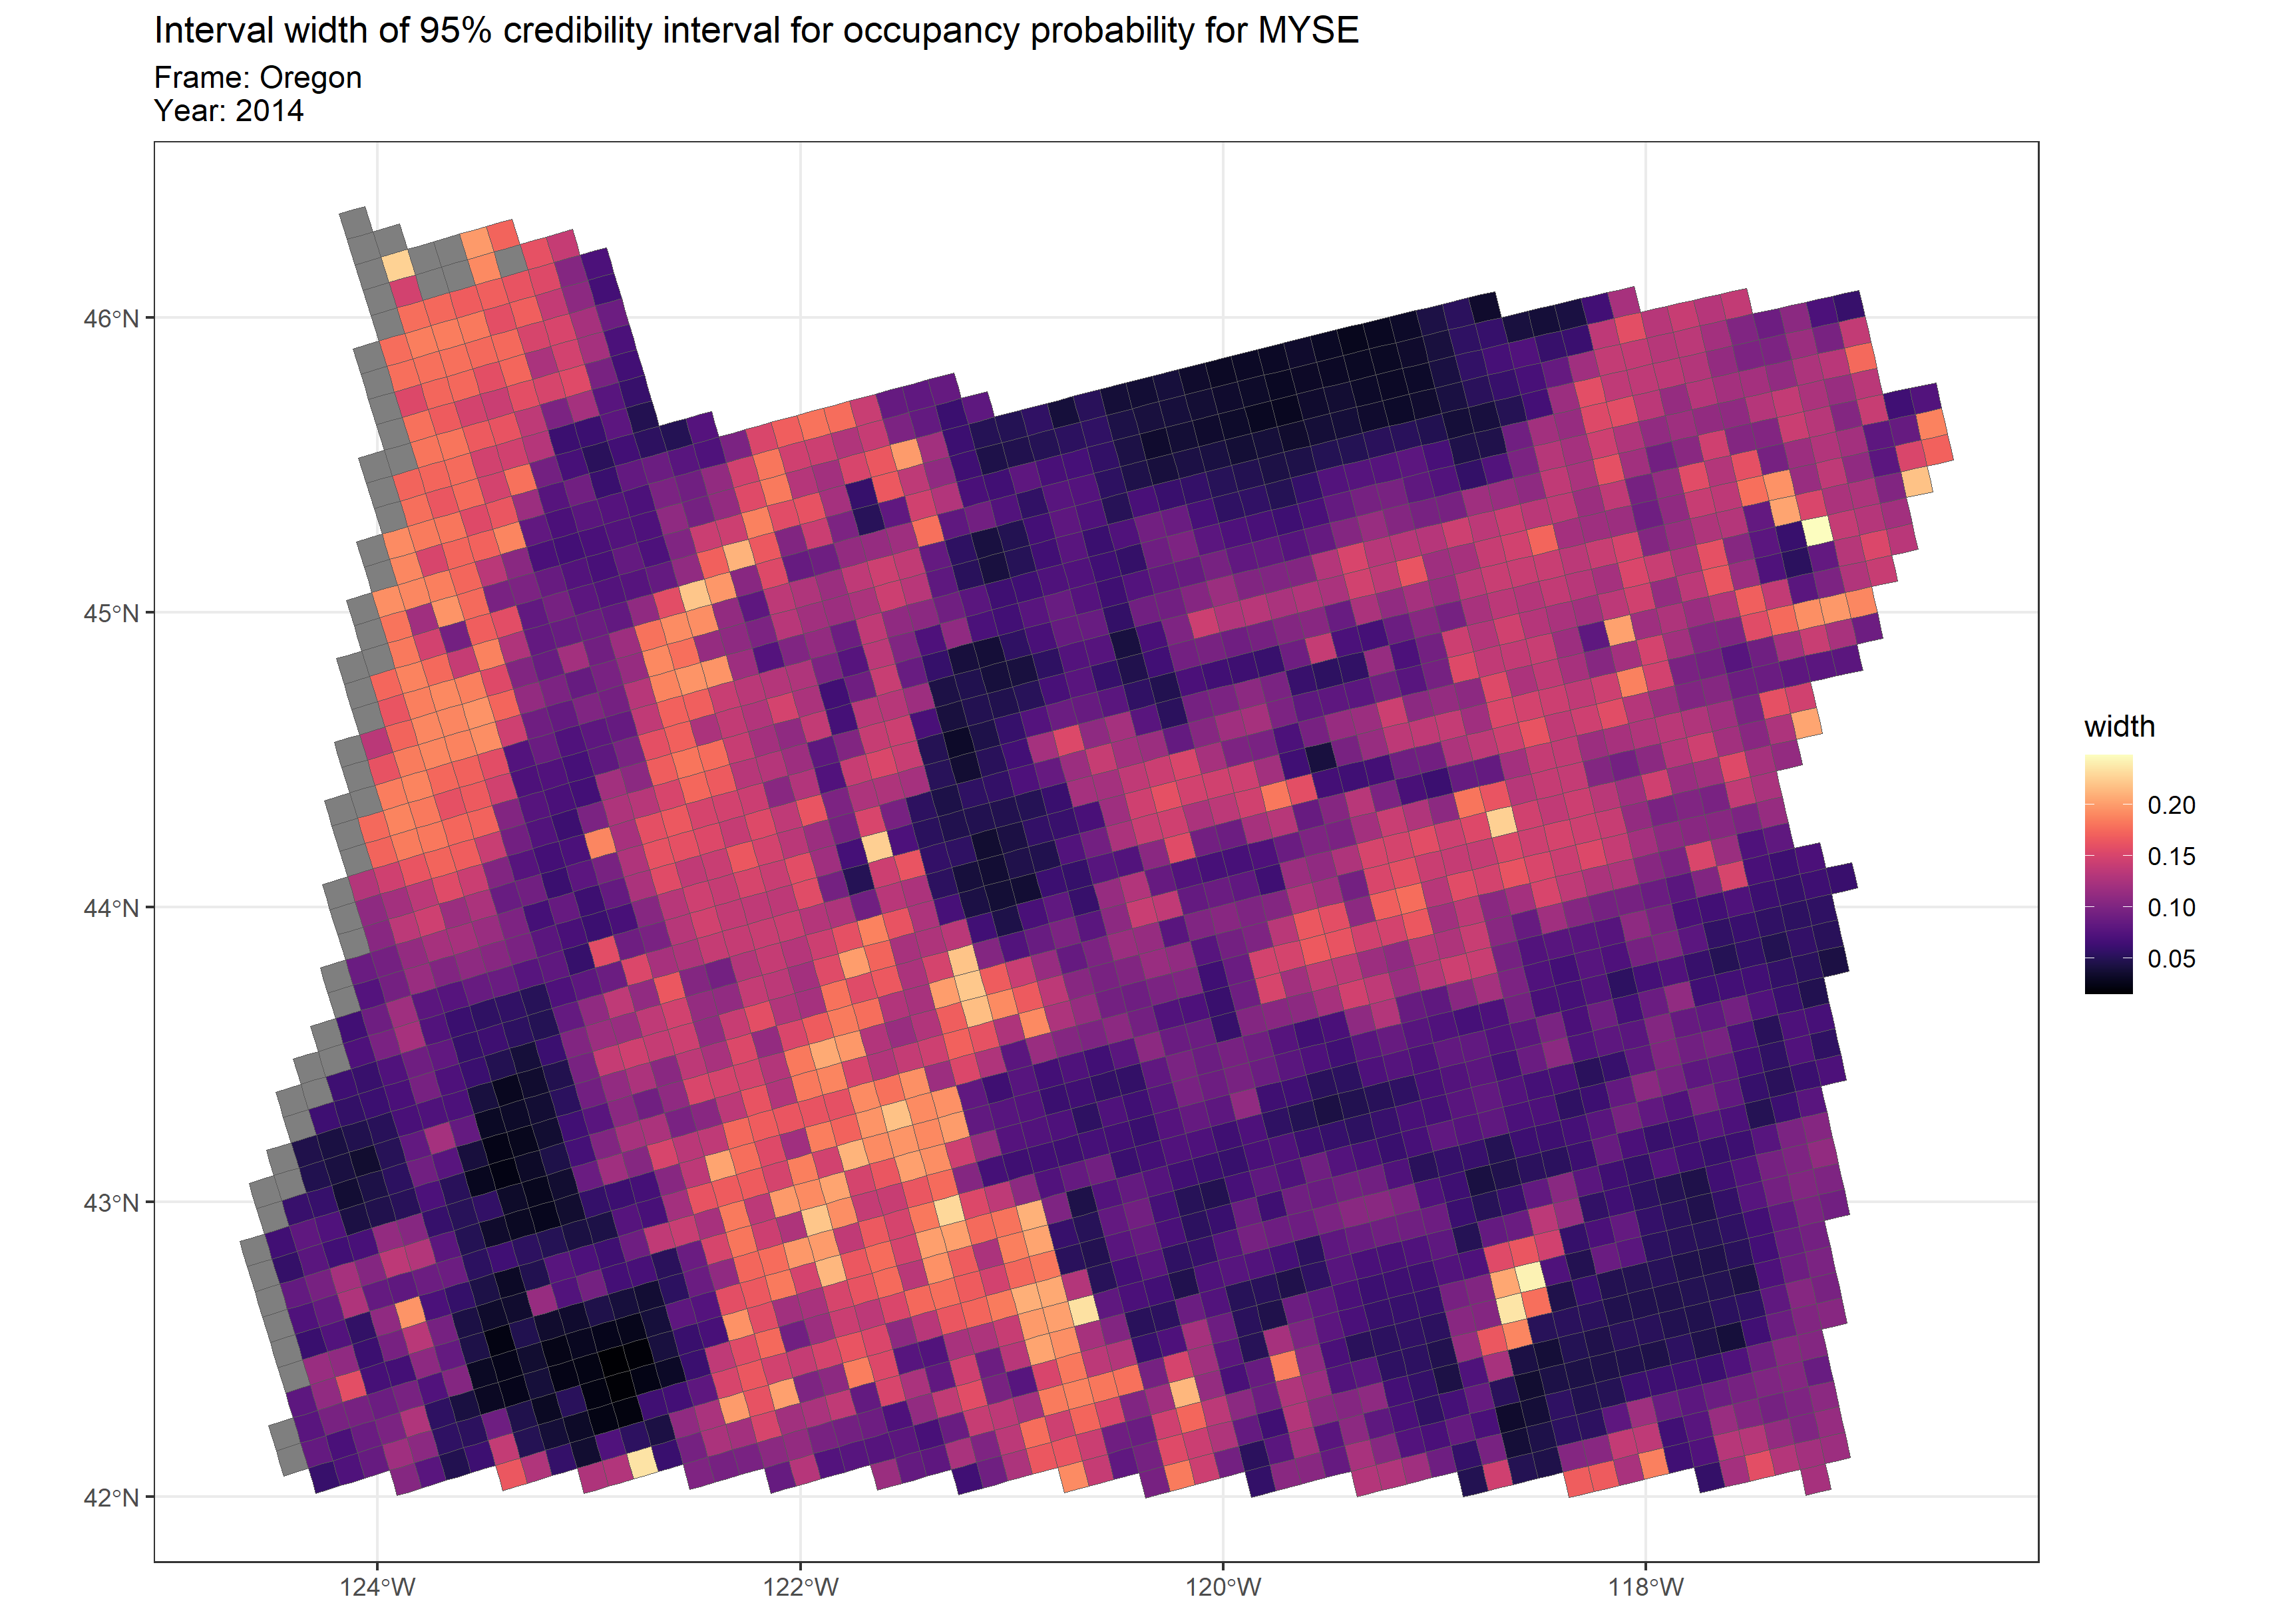 Interval width of 95% credibility interval for occupancy probability for MYSE
Frame: Oregon
Year: 2014
46°N
45°N
44°N
43°N
42°N
124°W
122°W
120°W
118°W
width
0.20
0.15
0.10
0.05